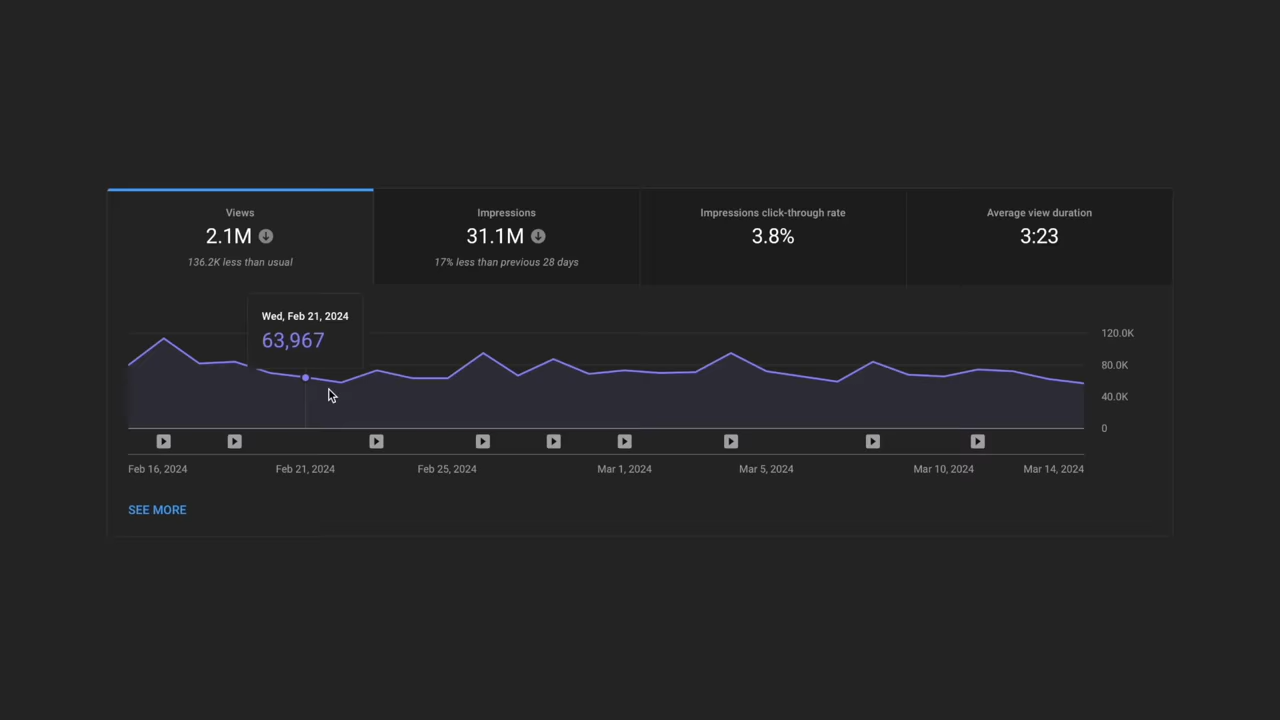 Views
2.1M
136.2K less than usual
Impressions
31.1M
17% less than previous 28 days
Impressions click-through rate
3.8%
Average view duration
3:23
Wed, Feb 21, 2024
63,967
120.0K
80.0K
40.0K
0
Feb 16, 2024
Feb 21, 2024
Feb 25, 2024
Mar 1, 2024
Mar 5, 2024
Mar 10, 2024
Mar 14, 2024
SEE MORE